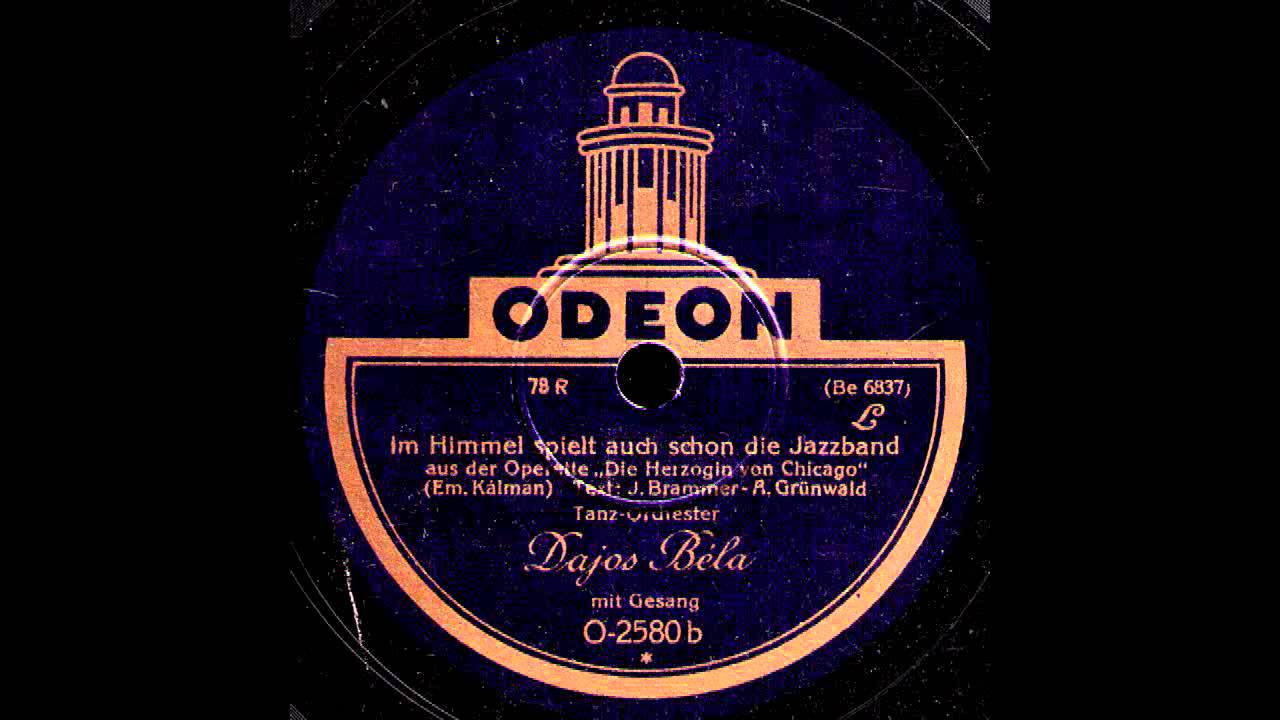 ODEON
78 R
(Be 6837)
L
Im Himmel spielt auch schon die Jazzband
aus der Operette „Die Herzogin von Chicago“
(Em. Kálman) Text: J. Brammer - A. Grünwald
Tanz-Orchester
Dajos Béla
mit Gesang
O-2580 b
*